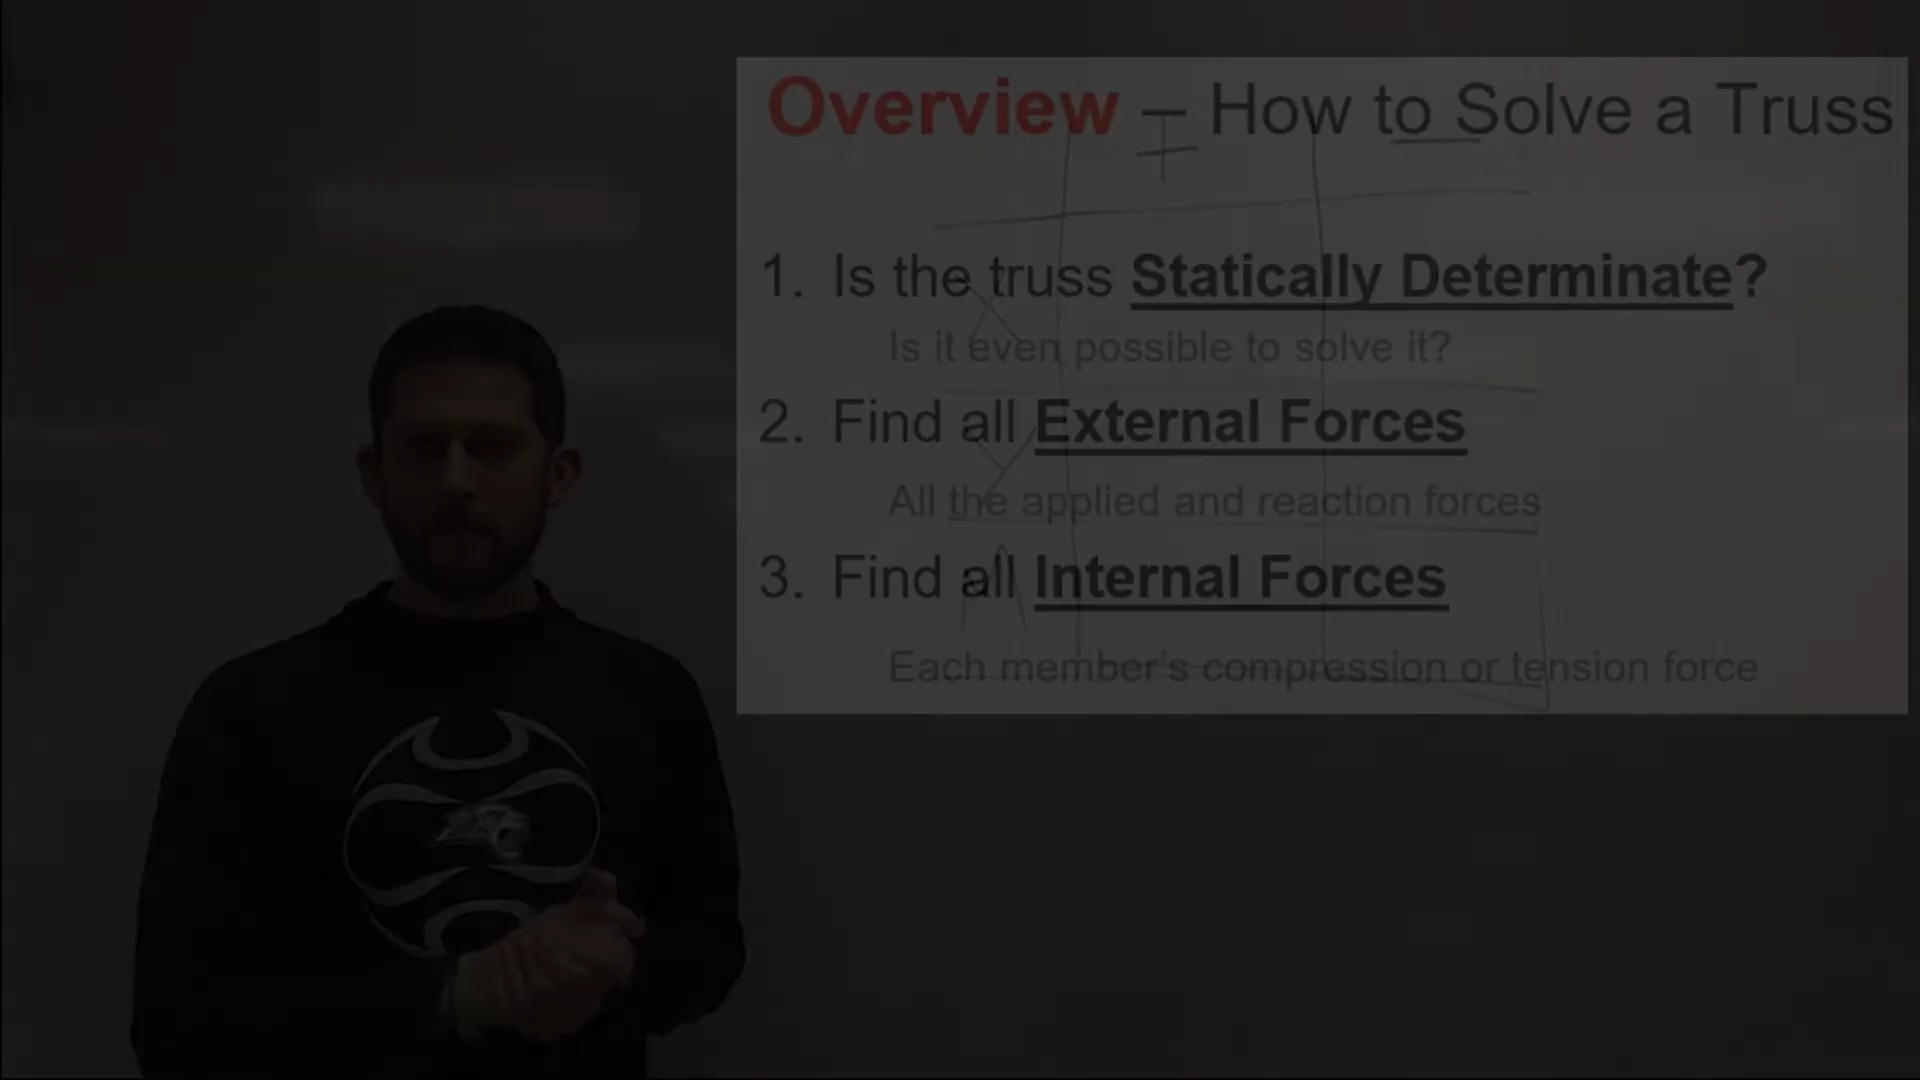 Overview – How to Solve a Truss
1. Is the truss Statically Determinate?
Is it even possible to solve it?
2. Find all External Forces
All the applied and reaction forces
3. Find all Internal Forces
Each member's compression or tension force